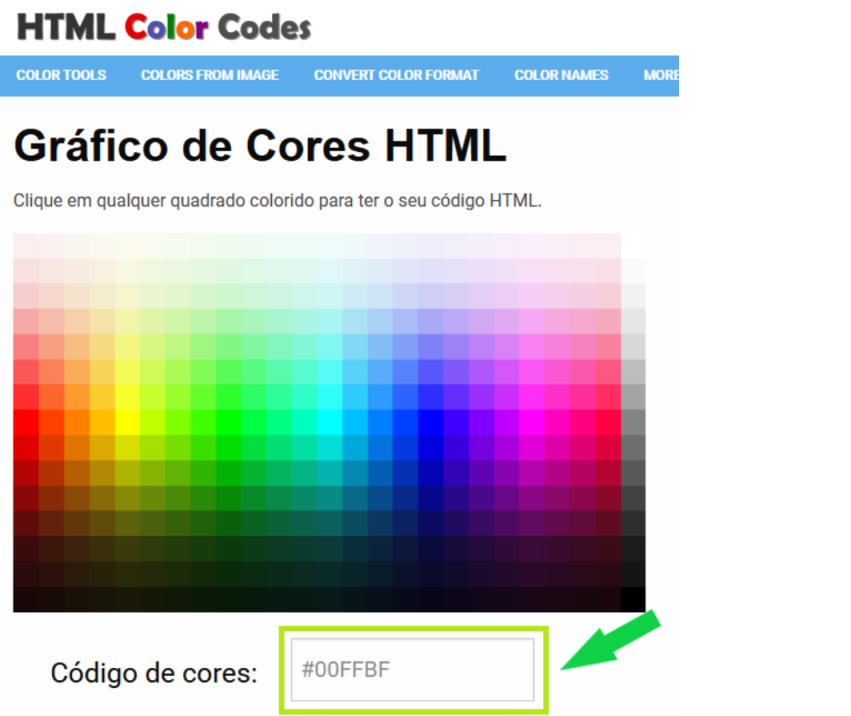 HTML Color Codes
COLOR TOOLS COLORS FROM IMAGE CONVERT COLOR FORMAT COLOR NAMES MORE
Gráfico de Cores HTML
Clique em qualquer quadrado colorido para ter o seu código HTML.
Código de cores: #00FFBF